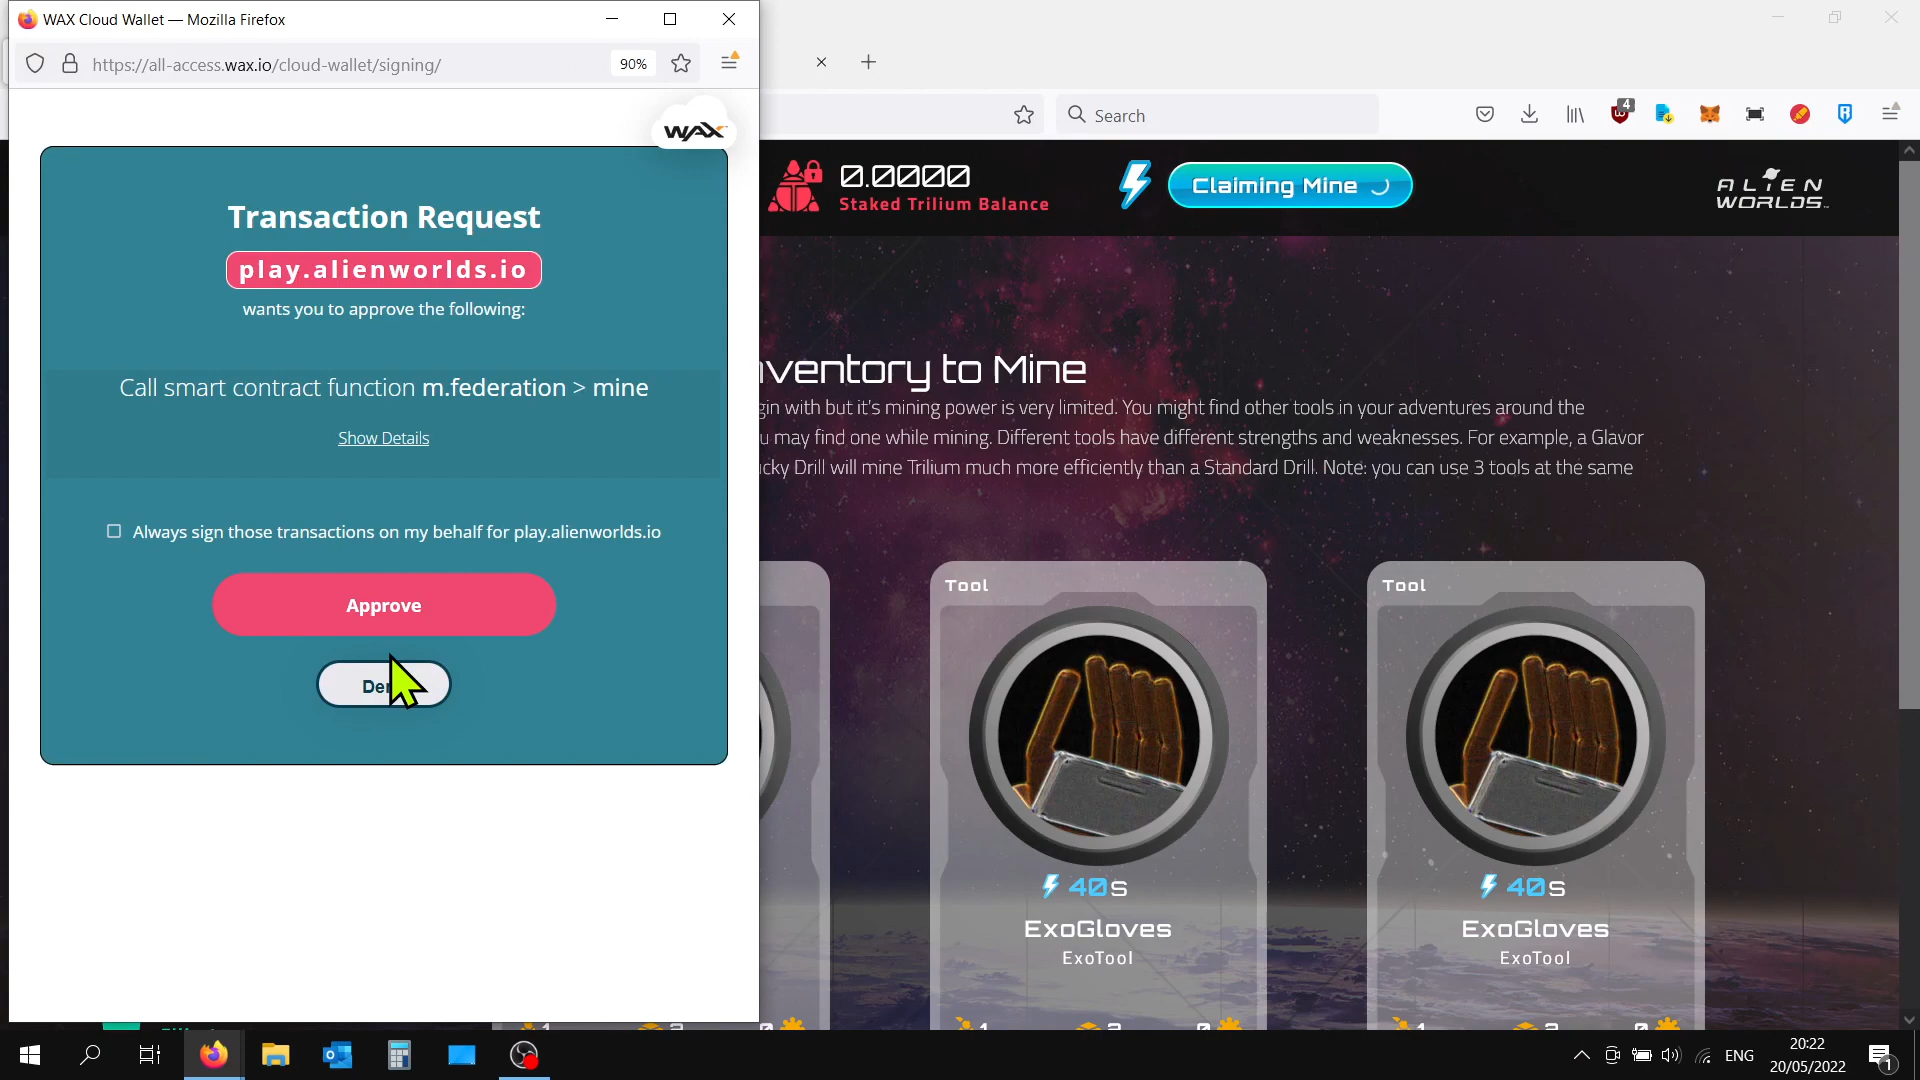 WAX Cloud Wallet — Mozilla Firefox
https://all-access.wax.io/cloud-wallet/signing/
90%
WAX
Transaction Request
play.alienworlds.io
wants you to approve the following:
Call smart contract function m.federation > mine
Show Details
Always sign those transactions on my behalf for play.alienworlds.io
Approve
Search
4
0.0000
Staked Trilium Balance
Claiming Mine
ALIEN
WORLDS
nventory to Mine
gin with but it's mining power is very limited. You might find other tools in your adventures around the
u may find one while mining. Different tools have different strengths and weaknesses. For example, a Glavor
icky Drill will mine Trilium much more efficiently than a Standard Drill. Note: you can use 3 tools at the same
Tool
40s
ExoGloves
ExoTool
Tool
40s
ExoGloves
ExoTool
ENG
20:22
20/05/2022
1